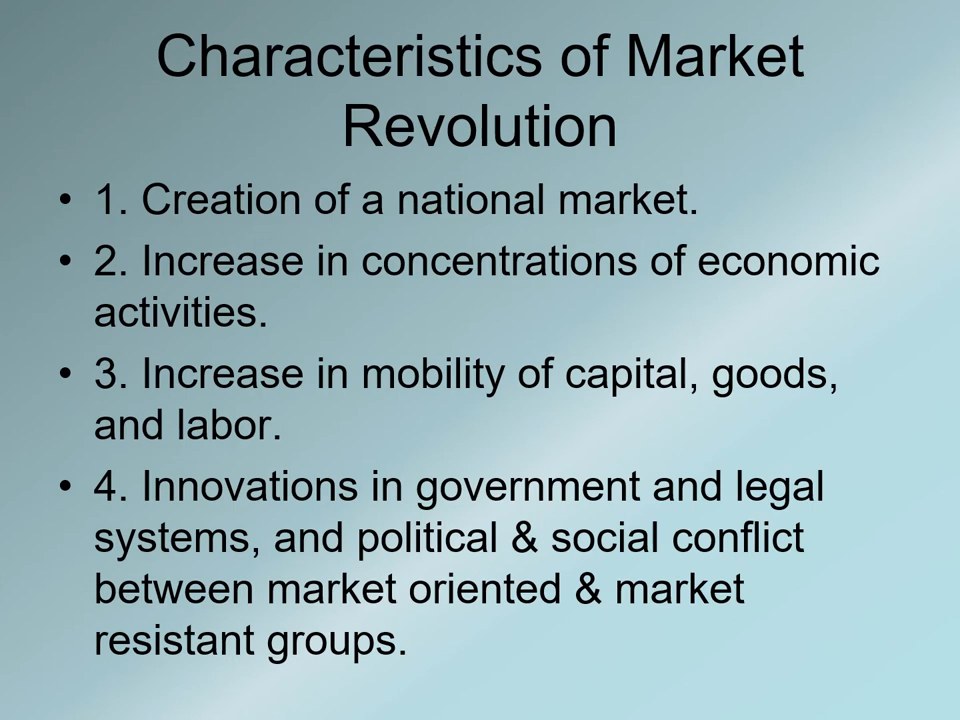 Characteristics of Market
Revolution
• 1. Creation of a national market.
• 2. Increase in concentrations of economic
activities.
• 3. Increase in mobility of capital, goods,
and labor.
• 4. Innovations in government and legal
systems, and political & social conflict
between market oriented & market
resistant groups.